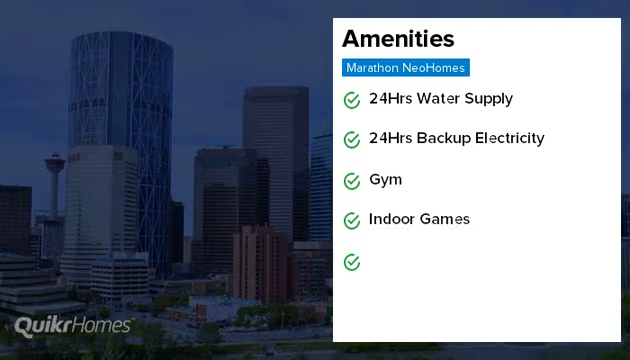 Amenities
Marathon NeoHomes
24Hrs Water Supply
24Hrs Backup Electricity
Gym
Indoor Games
QuikrHomes